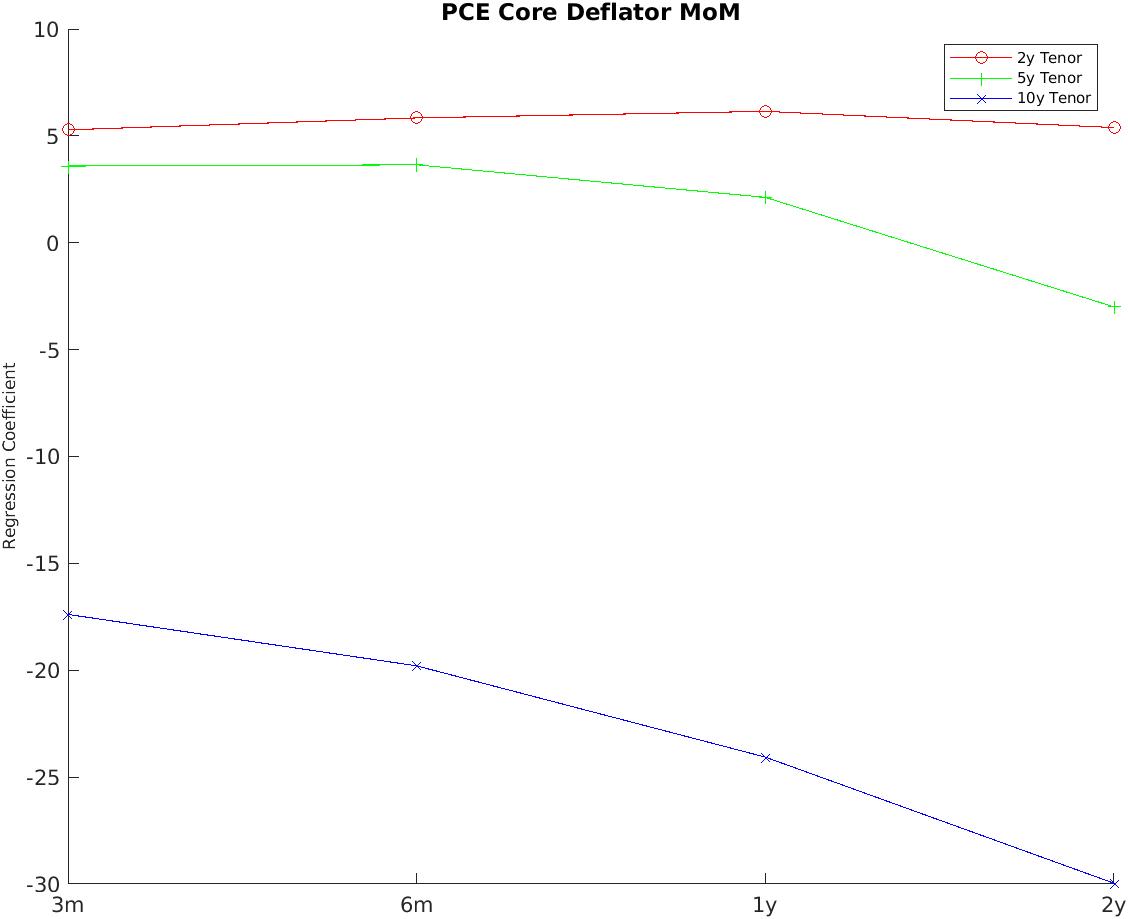 PCE Core Deflator MoM
10
5
0
-5
-10
-15
-20
-25
-30
Regression Coefficient
3m
6m
1y
2y
2y Tenor
5y Tenor
10y Tenor